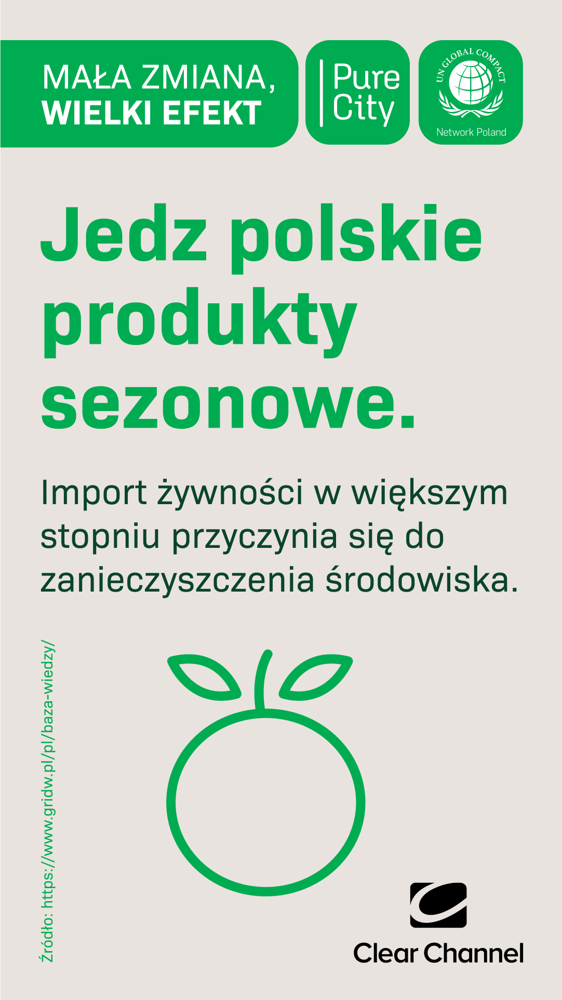 MAŁA ZMIANA,
WIELKI EFEKT
Pure
City
UN GLOBAL COMPACT
Network Poland
Jedz polskie
produkty
sezonowe.
Import żywności w większym
stopniu przyczynia się do
zanieczyszczenia środowiska.
Źródło: https://www.gridw.pl/pl/baza-wiedzy/
Clear Channel